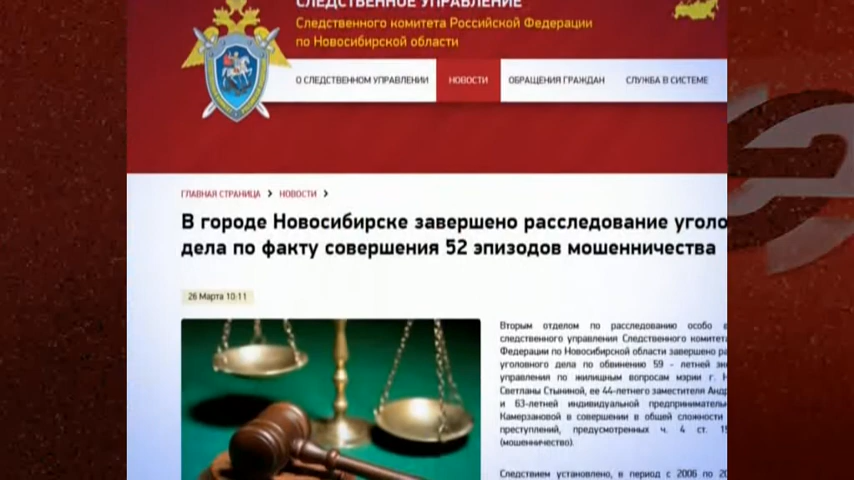 СЛЕДСТВЕННОЕ УПРАВЛЕНИЕ
Следственного комитета Российской Федерации
по Новосибирской области
О СЛЕДСТВЕННОМ УПРАВЛЕНИИ НОВОСТИ ОБРАЩЕНИЯ ГРАЖДАН СЛУЖБА В СИСТЕМЕ
ГЛАВНАЯ СТРАНИЦА > НОВОСТИ >
В городе Новосибирске завершено расследование уголо
дела по факту совершения 52 эпизодов мошенничества
26 Марта 10:11
Вторым отделом по расследованию особо в
следственного управления Следственного комитета
Федерации по Новосибирской области завершено ра
уголовного дела по обвинению 59 - летней эк
управления по жилищным вопросам мэрии г. Н
Светланы Стыниной, ее 44-летнего заместителя Андр
и 63-летней индивидуальной предпринимательн
Камерзановой в совершении в общей сложности
преступлений, предусмотренных ч. 4 ст. 15
(мошенничество).
Следствием установлено, в период с 2006 по 20